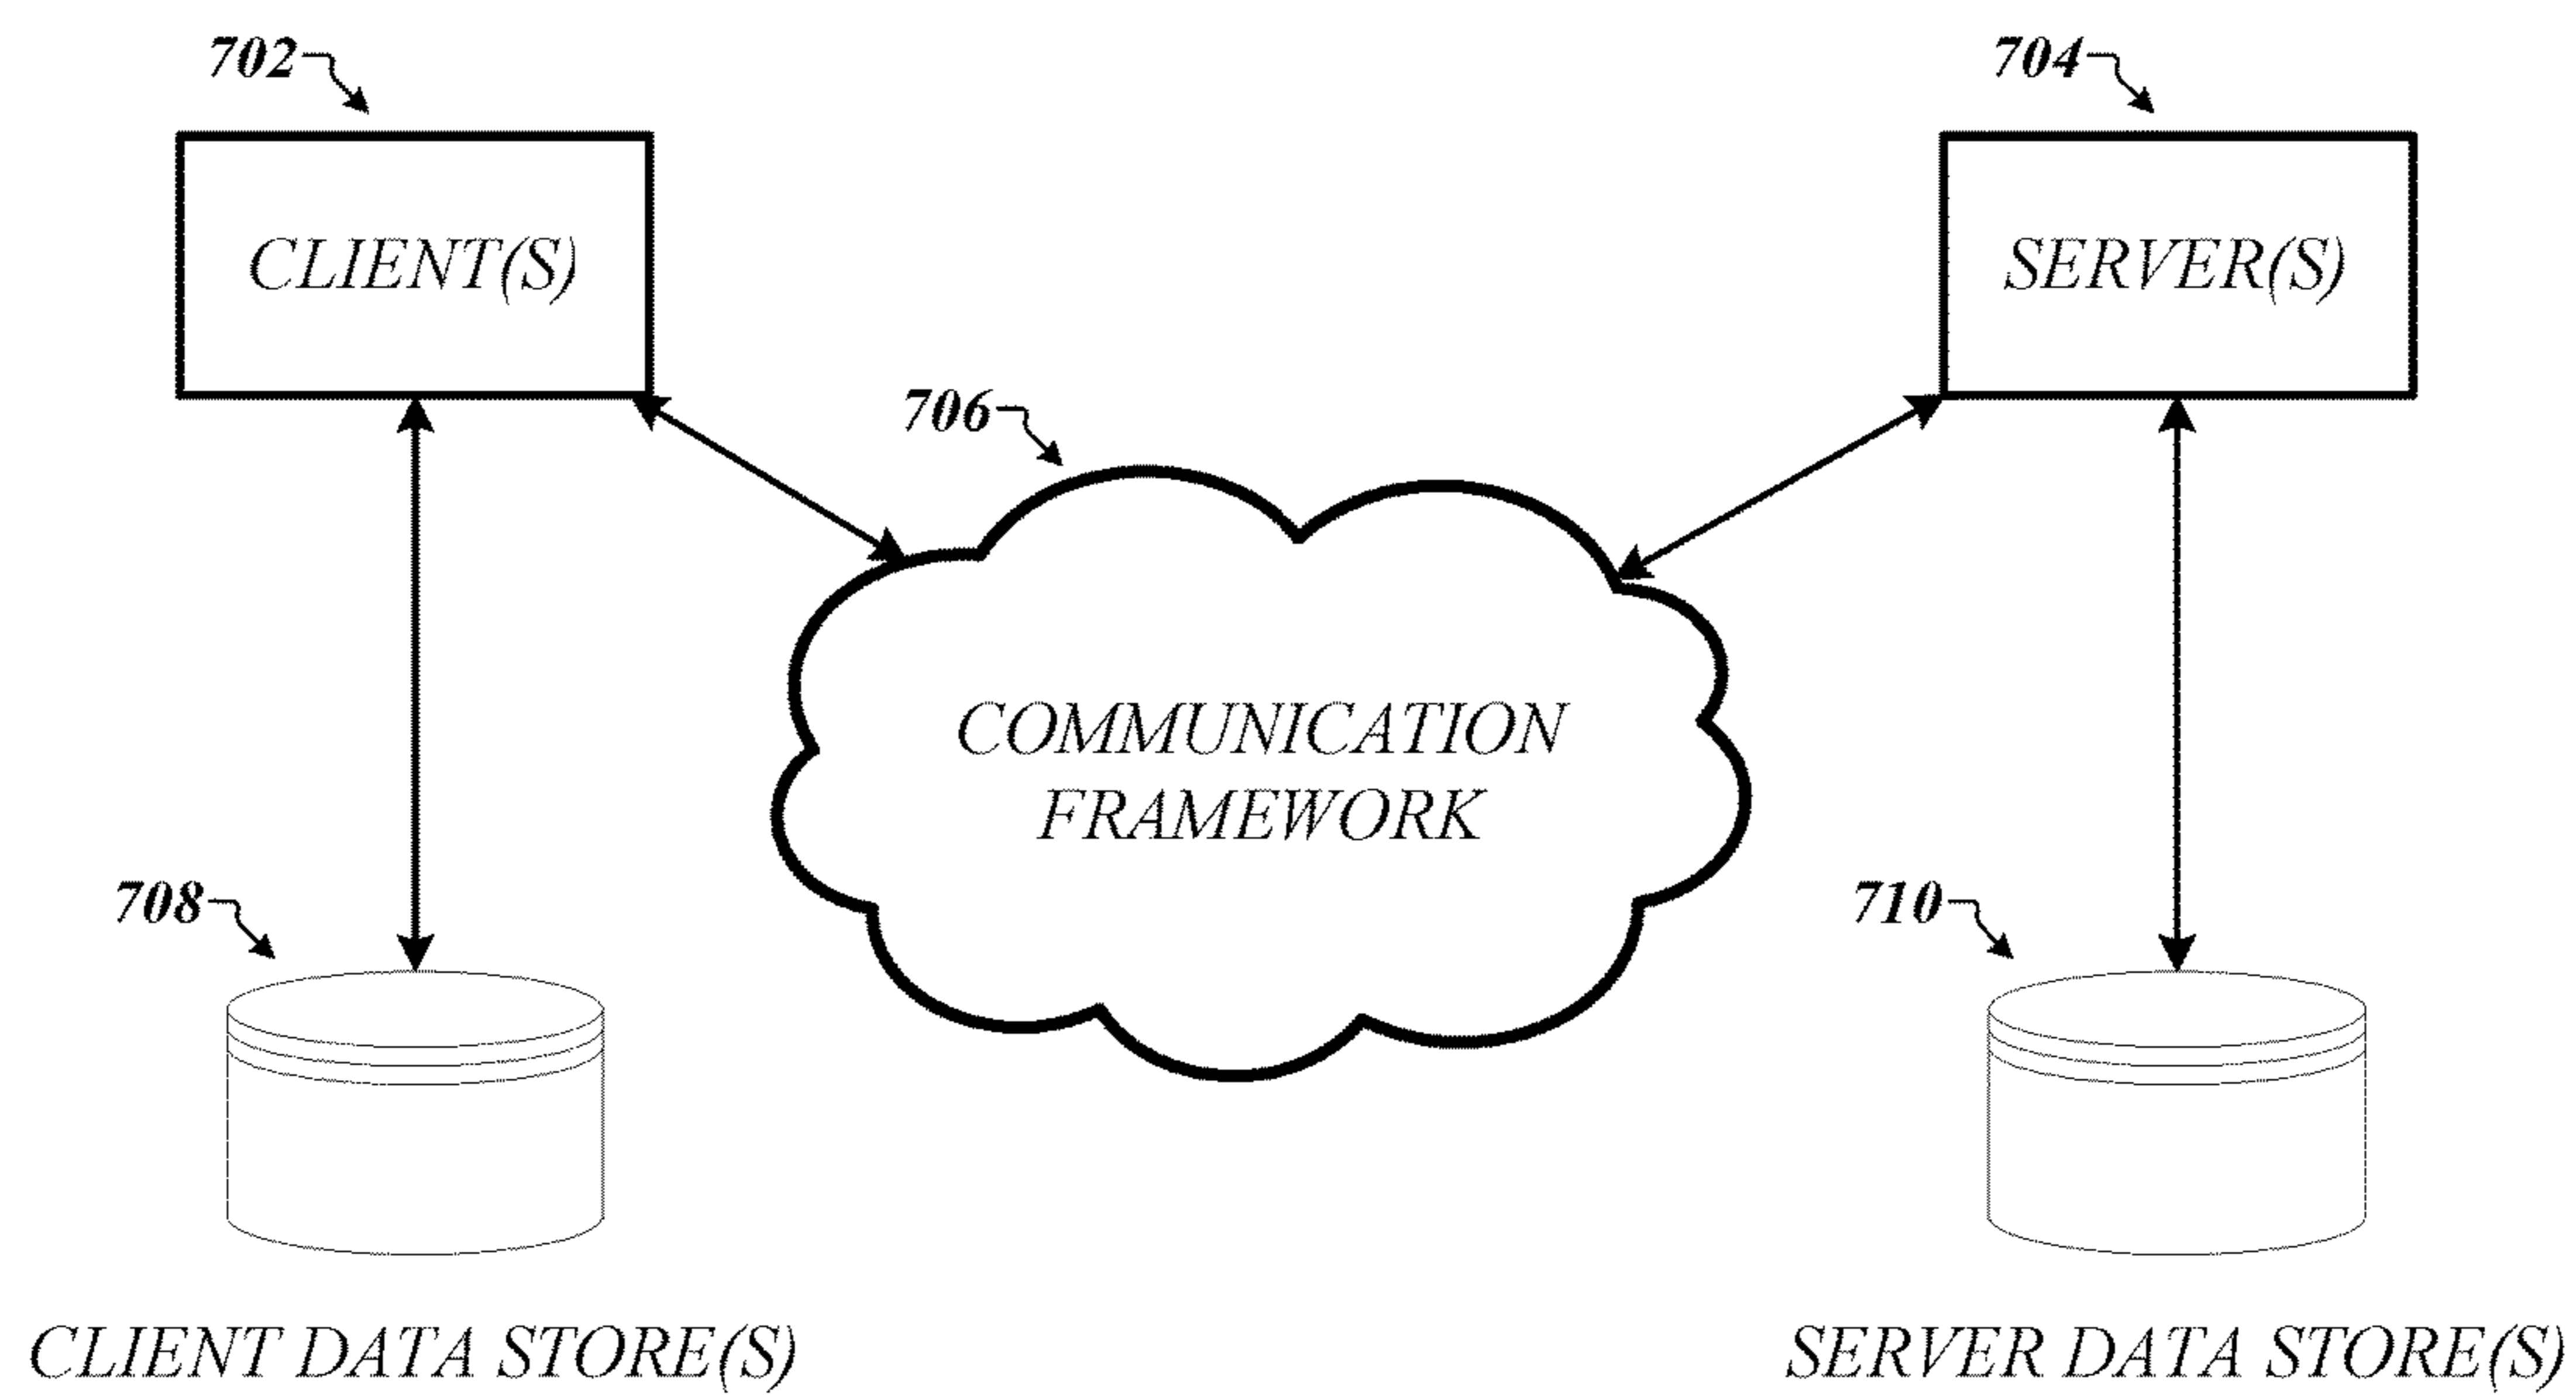 702
704
CLIENT(S)
SERVER(S)
706
COMMUNICATION
FRAMEWORK
708
710
CLIENT DATA STORE(S)
SERVER DATA STORE(S)